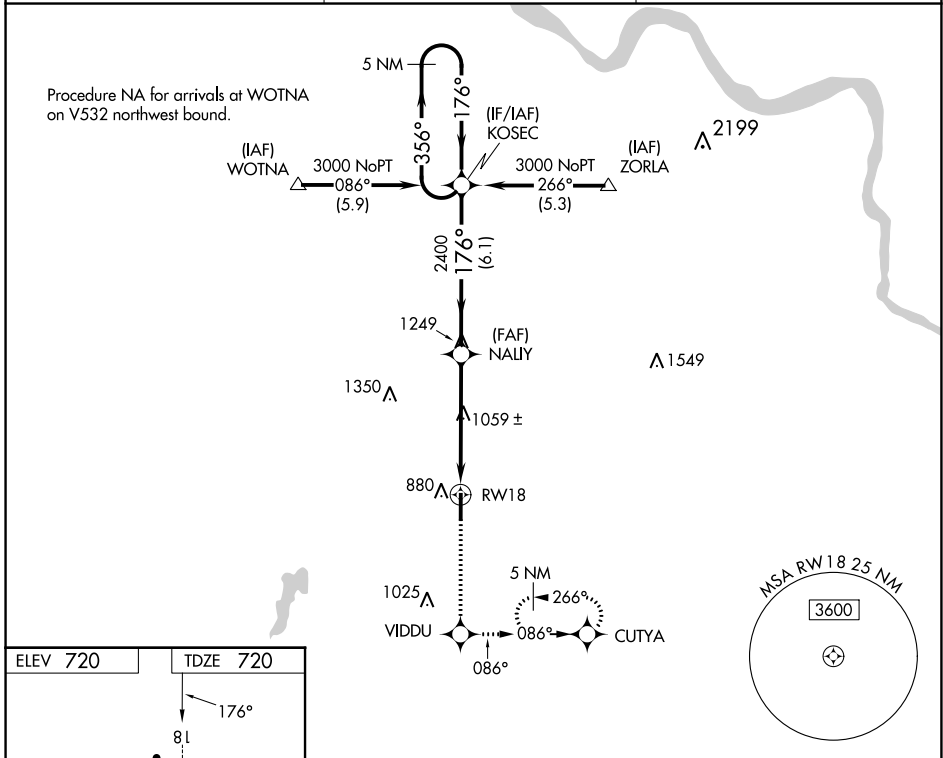 5 NM
Procedure NA for arrivals at WOTNA
on V532 northwest bound.
356°
176°
(IF/IAF)
KOSEC
2199
(IAF)
WOTNA
3000 NoPT
086°
(5.9)
3000 NoPT
266°
(5.3)
(IAF)
ZORLA
2400
176°
(6.1)
1249
(FAF)
NALIY
1549
1350
1059 ±
880
RW18
1025
5 NM
266°
VIDDU
086°
CUTYA
086°
MSA RW18 25 NM
3600
ELEV 720
TDZE 720
176°
18